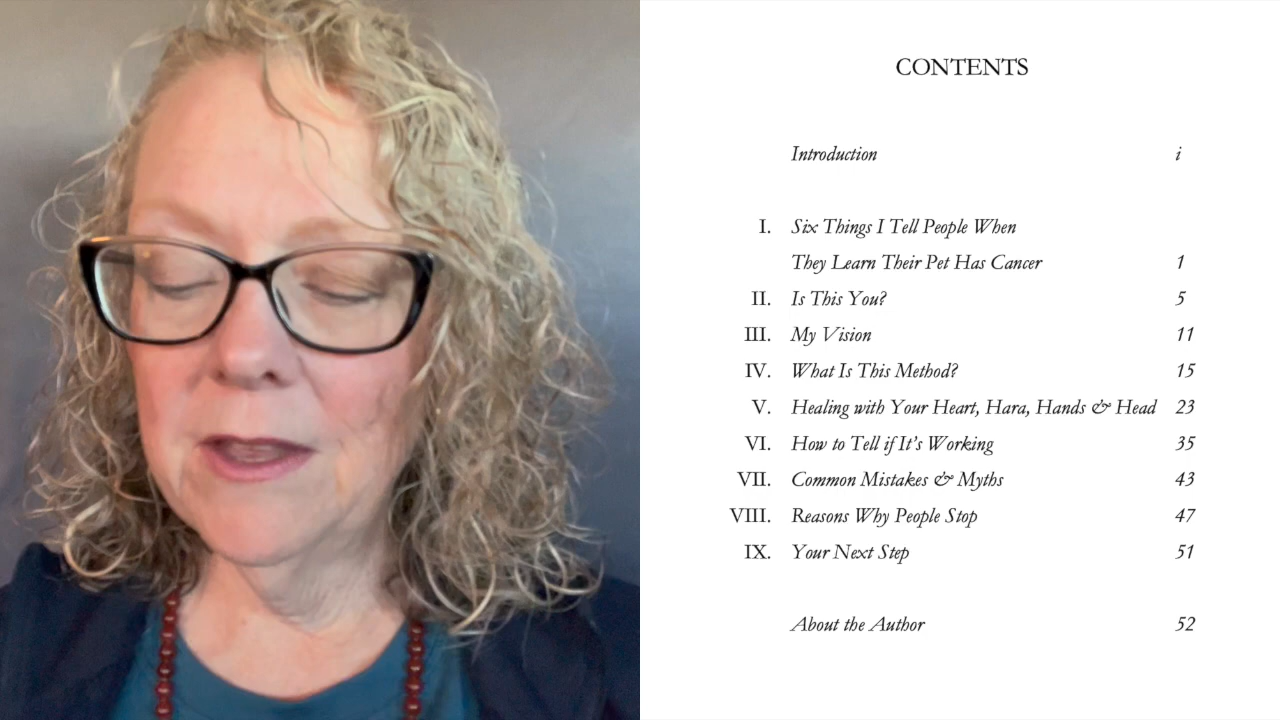 CONTENTS
Introduction i
I. Six Things I Tell People When
They Learn Their Pet Has Cancer 1
II. Is This You? 5
III. My Vision 11
IV. What Is This Method? 15
V. Healing with Your Heart, Hara, Hands & Head 23
VI. How to Tell if It's Working 35
VII. Common Mistakes & Myths 43
VIII. Reasons Why People Stop 47
IX. Your Next Step 51
About the Author 52